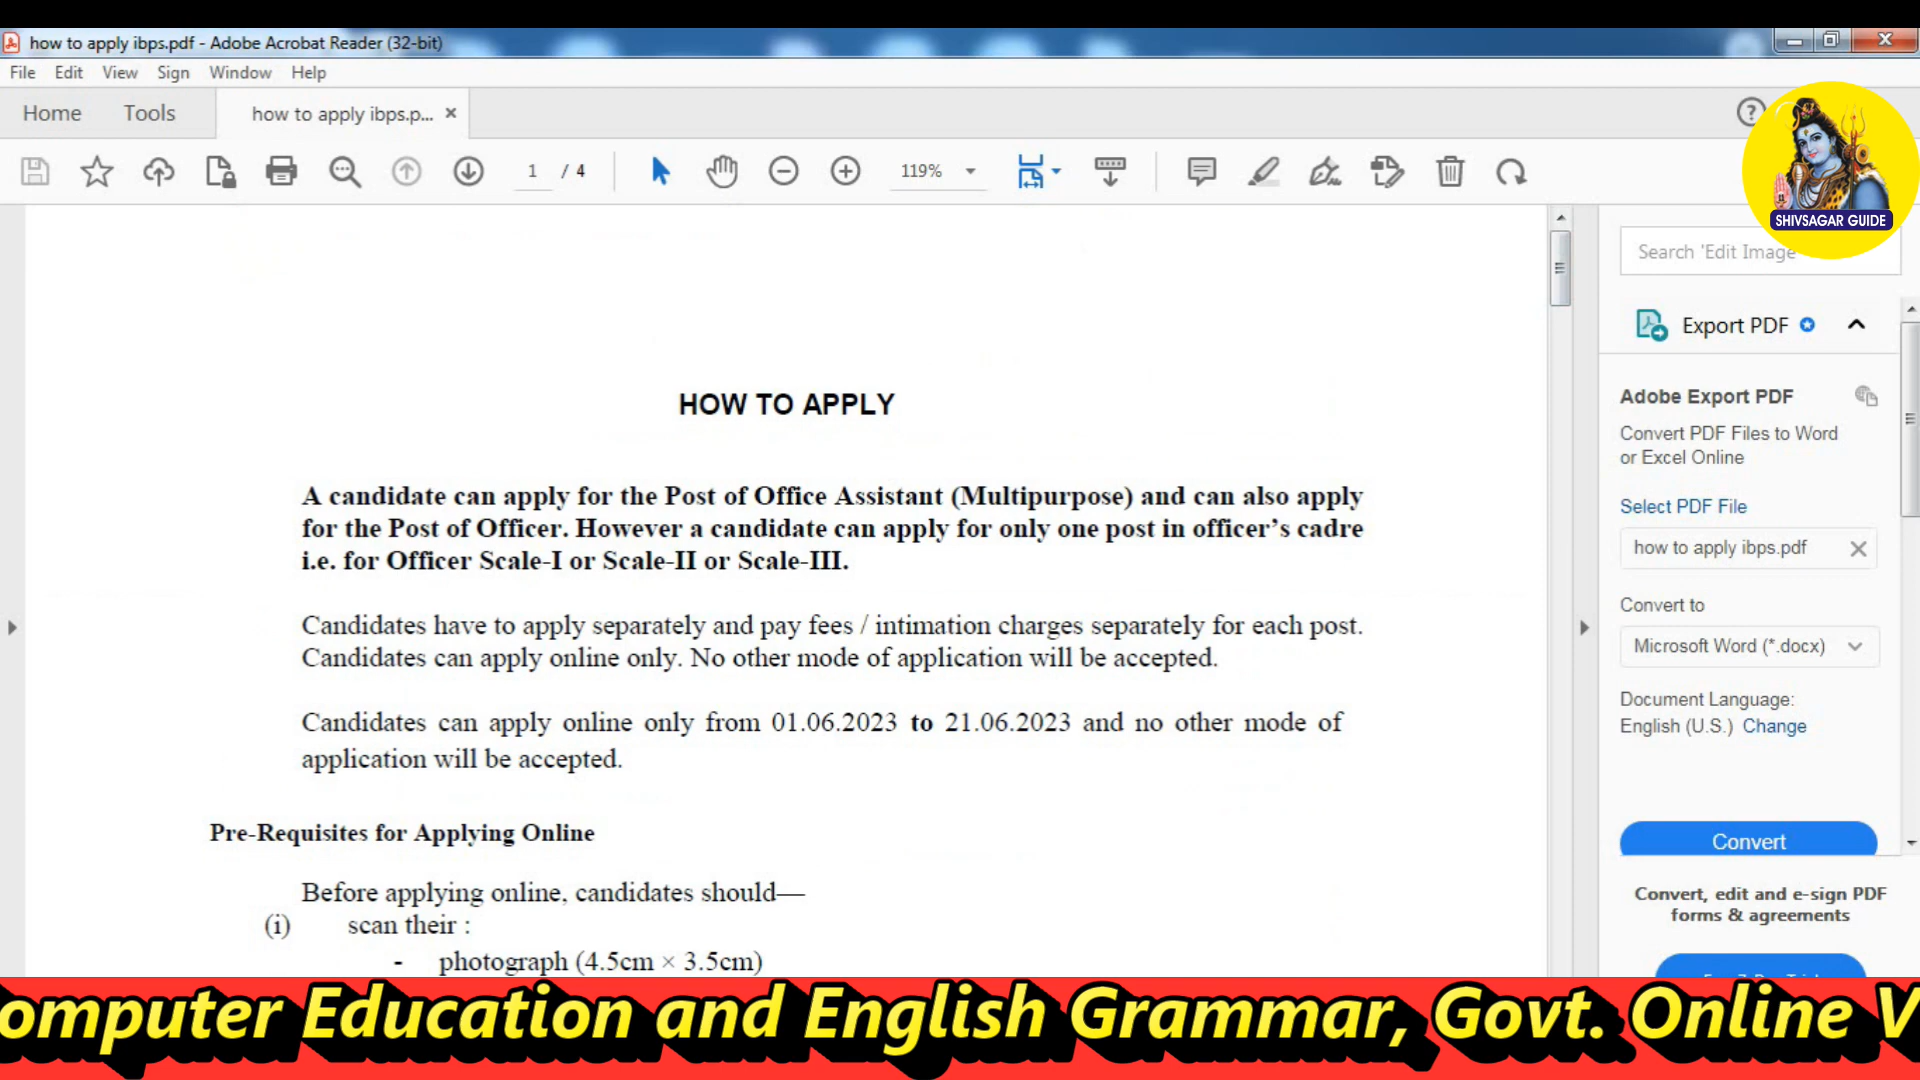 how to apply ibps.pdf - Adobe Acrobat Reader (32-bit)
File Edit View Sign Window Help
Home Tools how to apply ibps.p...
1 / 4 119%
SHIVSAGAR GUIDE
Search 'Edit Image
HOW TO APPLY
A candidate can apply for the Post of Office Assistant (Multipurpose) and can also apply
for the Post of Officer. However a candidate can apply for only one post in officer's cadre
i.e. for Officer Scale-I or Scale-II or Scale-III.
Candidates have to apply separately and pay fees / intimation charges separately for each post.
Candidates can apply online only. No other mode of application will be accepted.
Candidates can apply online only from 01.06.2023 to 21.06.2023 and no other mode of
application will be accepted.
Pre-Requisites for Applying Online
Before applying online, candidates should—
(i) scan their :
- photograph (4.5cm × 3.5cm)
Export PDF
Adobe Export PDF
Convert PDF Files to Word
or Excel Online
Select PDF File
how to apply ibps.pdf
Convert to
Microsoft Word (*.docx)
Document Language:
English (U.S.) Change
Convert
Convert, edit and e-sign PDF
forms & agreements
omputer Education and English Grammar, Govt. Online V